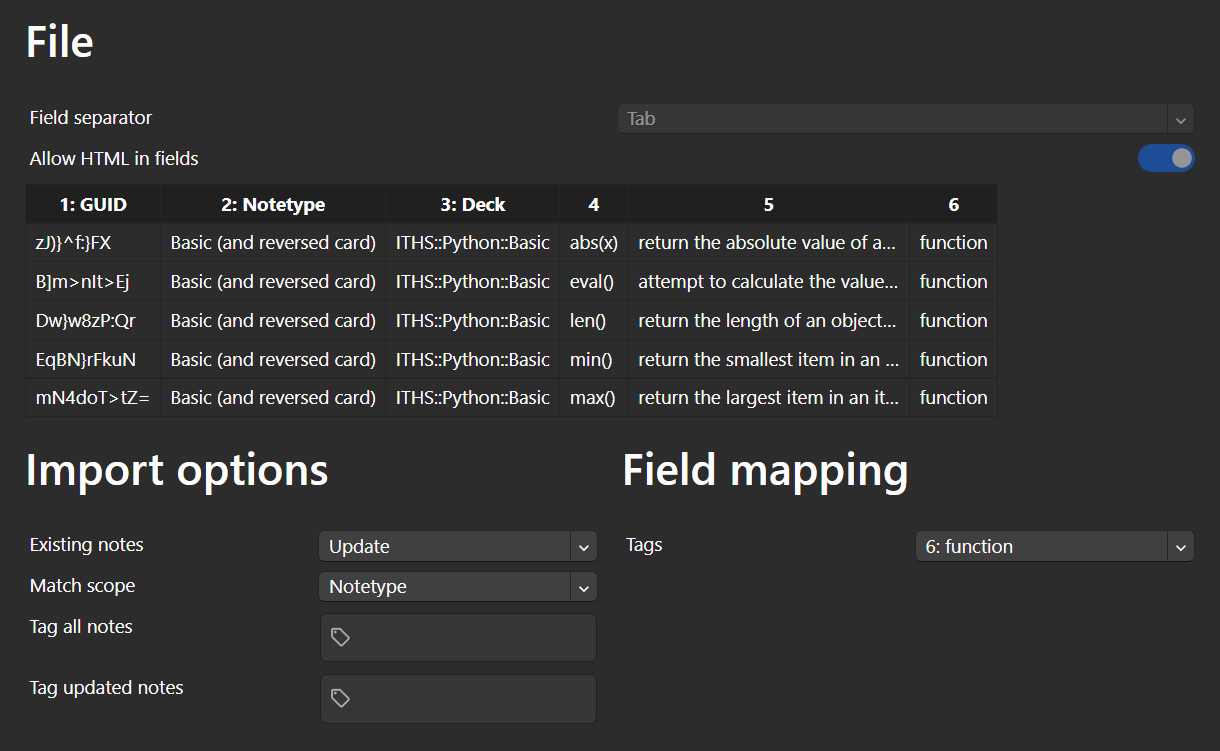 File
Field separator Tab
Allow HTML in fields
1: GUID 2: Notetype 3: Deck 4 5 6
zJ)}^f:}FX Basic (and reversed card) ITHS::Python::Basic abs(x) return the absolute value of a... function
B]m>nIt>Ej Basic (and reversed card) ITHS::Python::Basic eval() attempt to calculate the value... function
Dw}w8zP:Qr Basic (and reversed card) ITHS::Python::Basic len() return the length of an object... function
EqBN}rFkuN Basic (and reversed card) ITHS::Python::Basic min() return the smallest item in an ... function
mN4doT>tZ= Basic (and reversed card) ITHS::Python::Basic max() return the largest item in an it... function
Import options
Existing notes Update
Match scope Notetype
Tag all notes
Tag updated notes
Field mapping
Tags 6: function